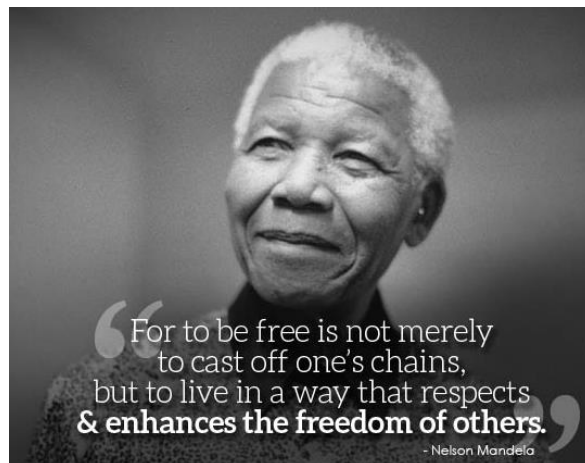 “
For to be free is not merely
to cast off one’s chains,
but to live in a way that respects
& enhances the freedom of others.
”
- Nelson Mandela